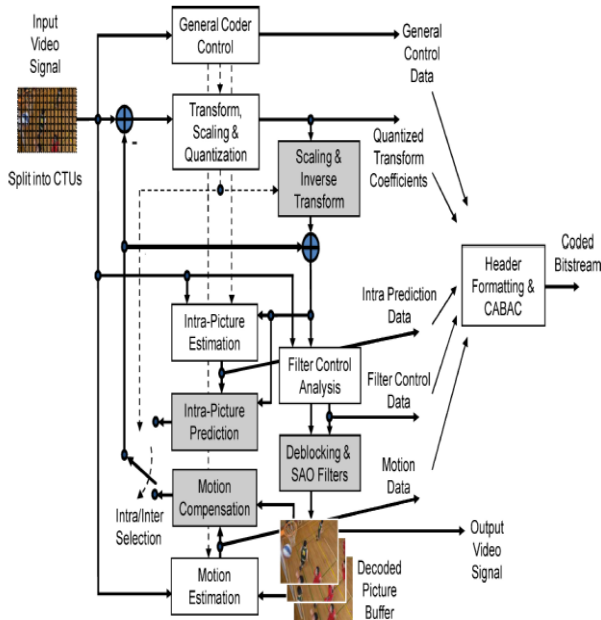 Input
Video
Signal
General Coder
Control
General
Control
Data
Transform,
Scaling &
Quantization
-
Quantized
Transform
Coefficients
Split into CTUs
Scaling &
Inverse
Transform
Header
Formatting &
CABAC
Coded
Bitstream
Intra Prediction
Data
Intra-Picture
Estimation
Filter Control
Analysis
Filter Control
Data
Intra-Picture
Prediction
Deblocking &
SAO Filters
Motion
Data
Motion
Compensation
Intra/Inter
Selection
Output
Video
Signal
Motion
Estimation
Decoded
Picture
Buffer